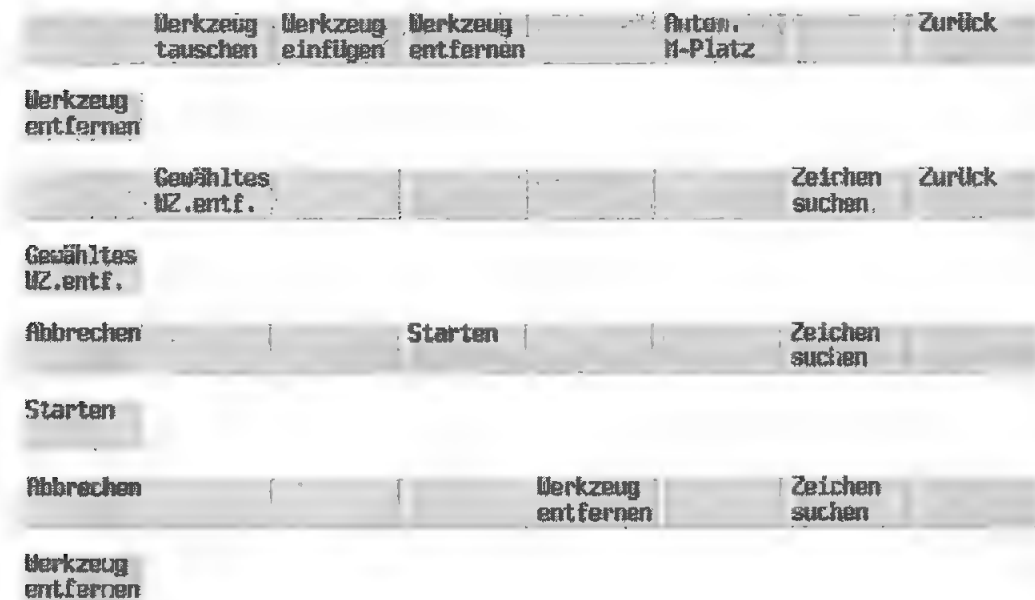 Werkzeug Werkzeug Werkzeug Autom. Zurück
tauschen einfügen entfernen M-Platz
Werkzeug
entfernen
Gewähltes Zeichen Zurück
WZ.entf. suchen
Gewähltes
WZ.entf.
Abbrechen Starten Zeichen
suchen
Starten
Abbrechen Werkzeug Zeichen
entfernen suchen
Werkzeug
entfernen